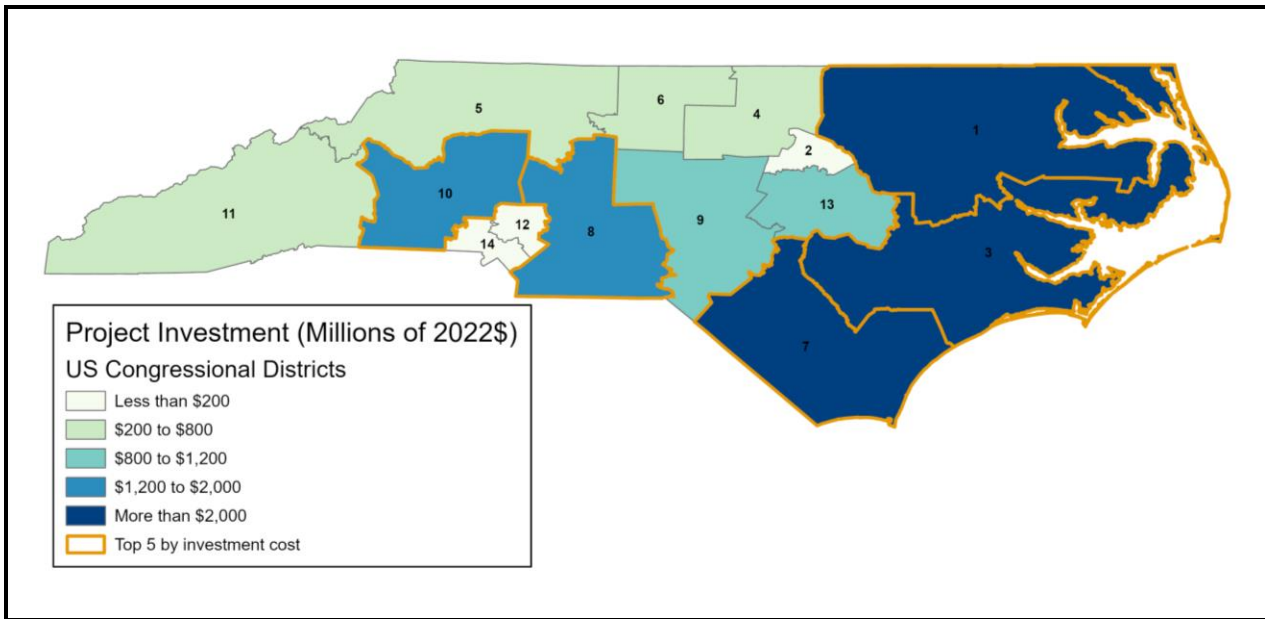 5
6
4
1
2
10
13
11
12
8
9
14
3
7
Project Investment (Millions of 2022$)
US Congressional Districts
Less than $200
$200 to $800
$800 to $1,200
$1,200 to $2,000
More than $2,000
Top 5 by investment cost